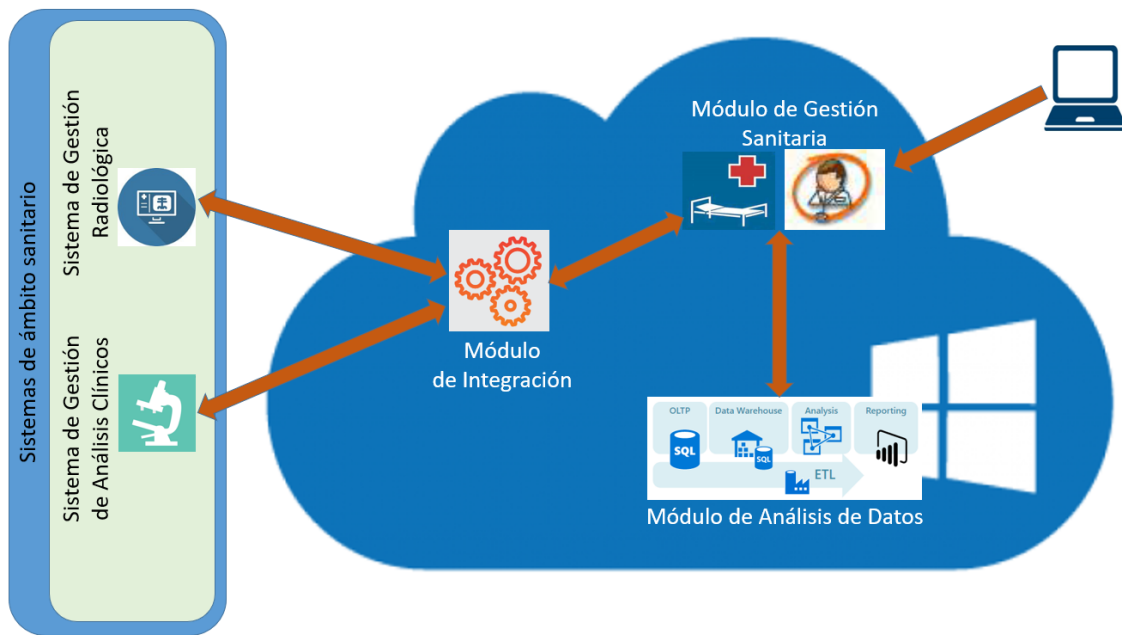 Sistemas de ámbito sanitario
Sistema de Gestión
Radiológica
Sistema de Gestión
de Análisis Clínicos
Módulo
de Integración
Módulo de Gestión
Sanitaria
OLTP
Data Warehouse
Analysis
Reporting
SQL
SQL
ETL
Módulo de Análisis de Datos